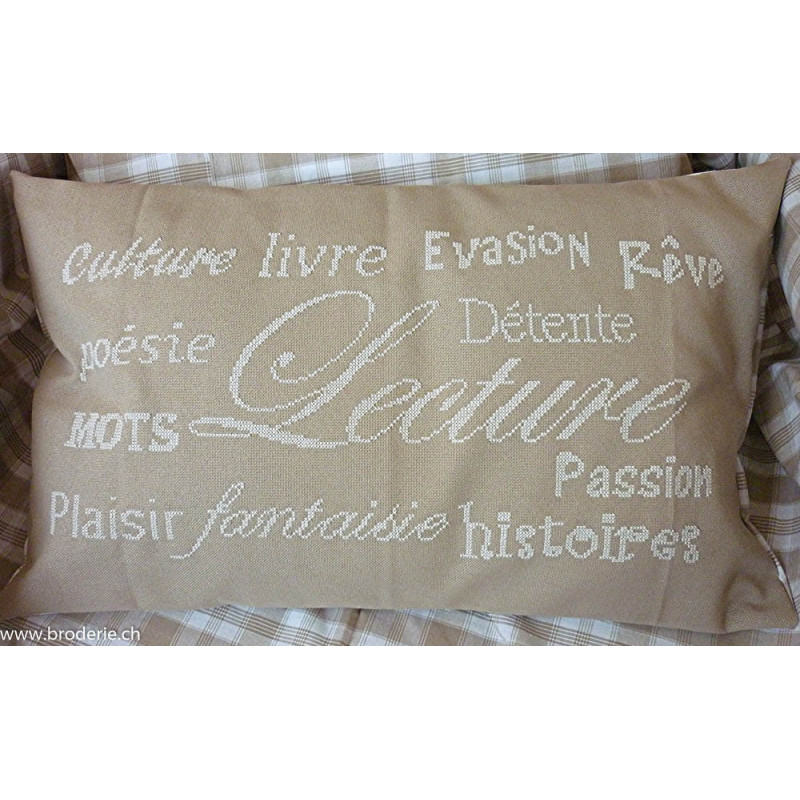 culture livre Evasion Rêve
poésie Détente
Lecture
MOTS
Passion
Plaisir fantaisie histoires
www.broderie.ch